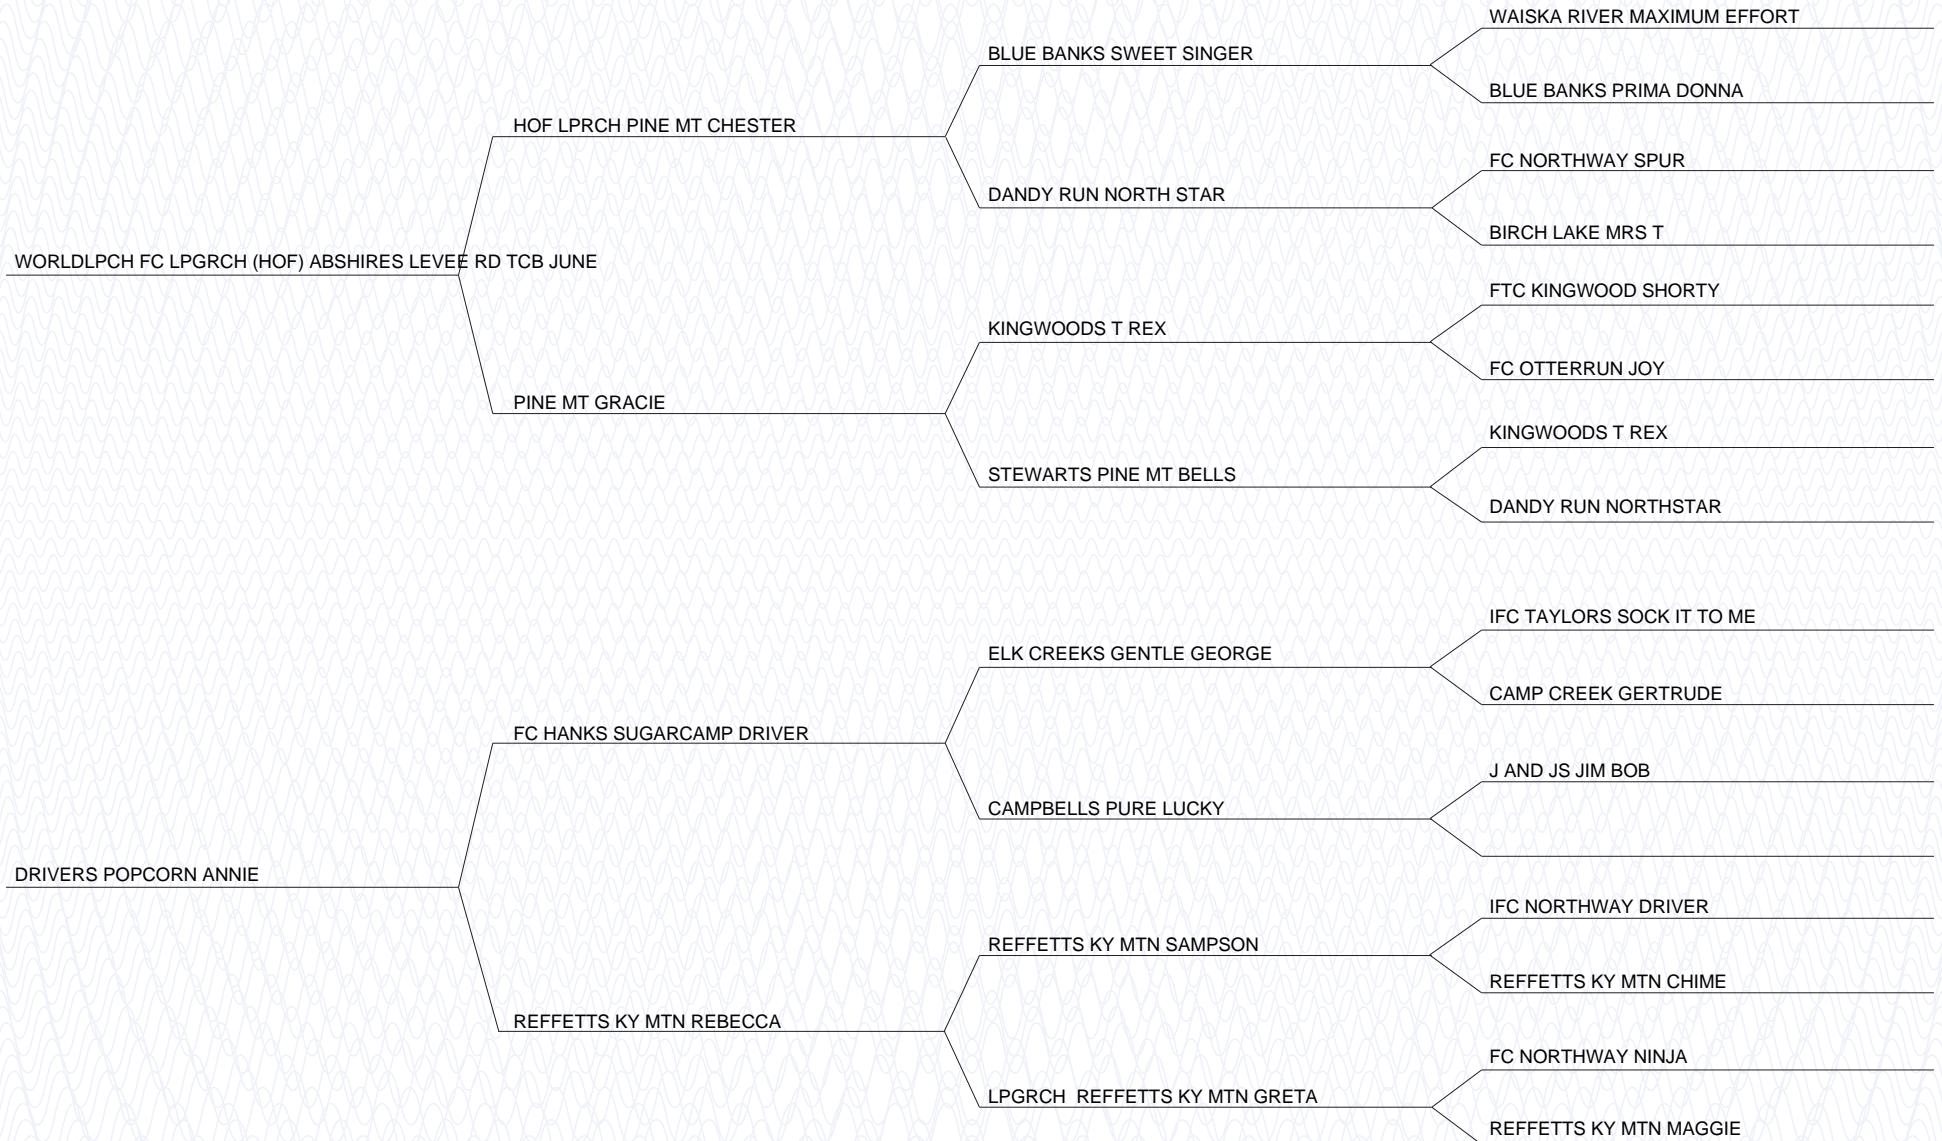 WAISKA RIVER MAXIMUM EFFORT
BLUE BANKS SWEET SINGER
BLUE BANKS PRIMA DONNA
HOF LPRCH PINE MT CHESTER
FC NORTHWAY SPUR
DANDY RUN NORTH STAR
BIRCH LAKE MRS T
WORLDLPCH FC LPGRCH (HOF) ABSHIRES LEVEE RD TCB JUNE
FTC KINGWOOD SHORTY
KINGWOODS T REX
FC OTTERRUN JOY
PINE MT GRACIE
KINGWOODS T REX
STEWARTS PINE MT BELLS
DANDY RUN NORTHSTAR
IFC TAYLORS SOCK IT TO ME
ELK CREEKS GENTLE GEORGE
CAMP CREEK GERTRUDE
FC HANKS SUGARCAMP DRIVER
J AND JS JIM BOB
CAMPBELLS PURE LUCKY
DRIVERS POPCORN ANNIE
IFC NORTHWAY DRIVER
REFFETTS KY MTN SAMPSON
REFFETTS KY MTN CHIME
REFFETTS KY MTN REBECCA
FC NORTHWAY NINJA
LPGRCH  REFFETTS KY MTN GRETA
REFFETTS KY MTN MAGGIE